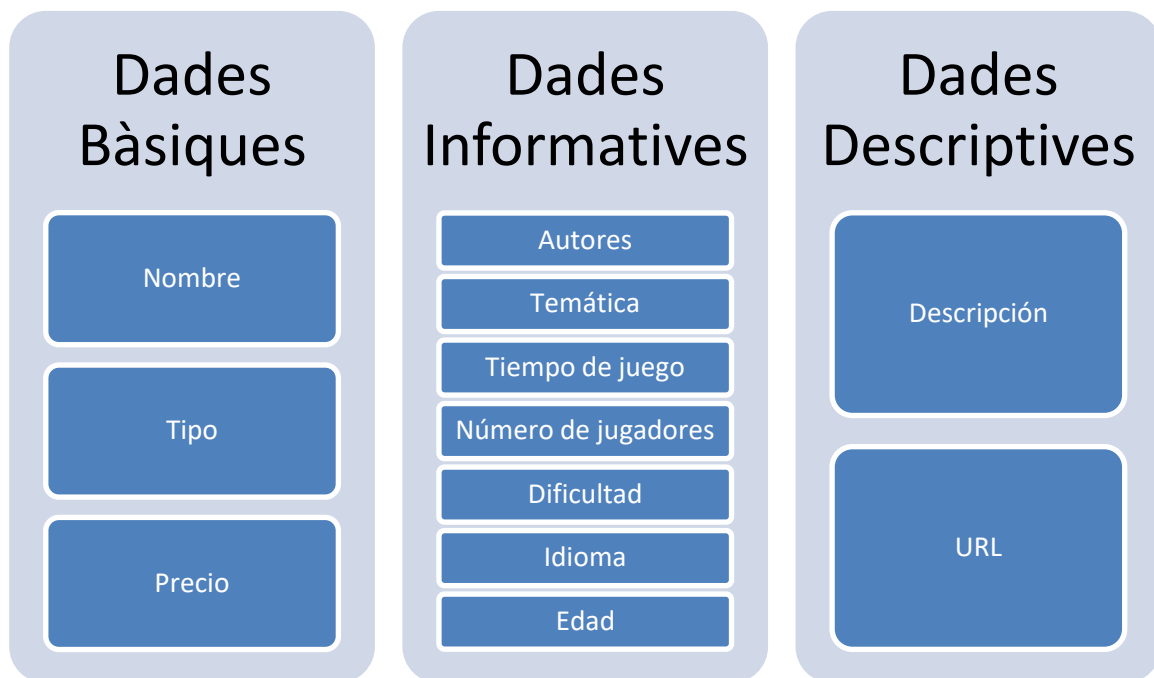 Dades
Bàsiques
Nombre
Tipo
Precio
Dades
Informatives
Autores
Temática
Tiempo de juego
Número de jugadores
Dificultad
Idioma
Edad
Dades
Descriptives
Descripción
URL